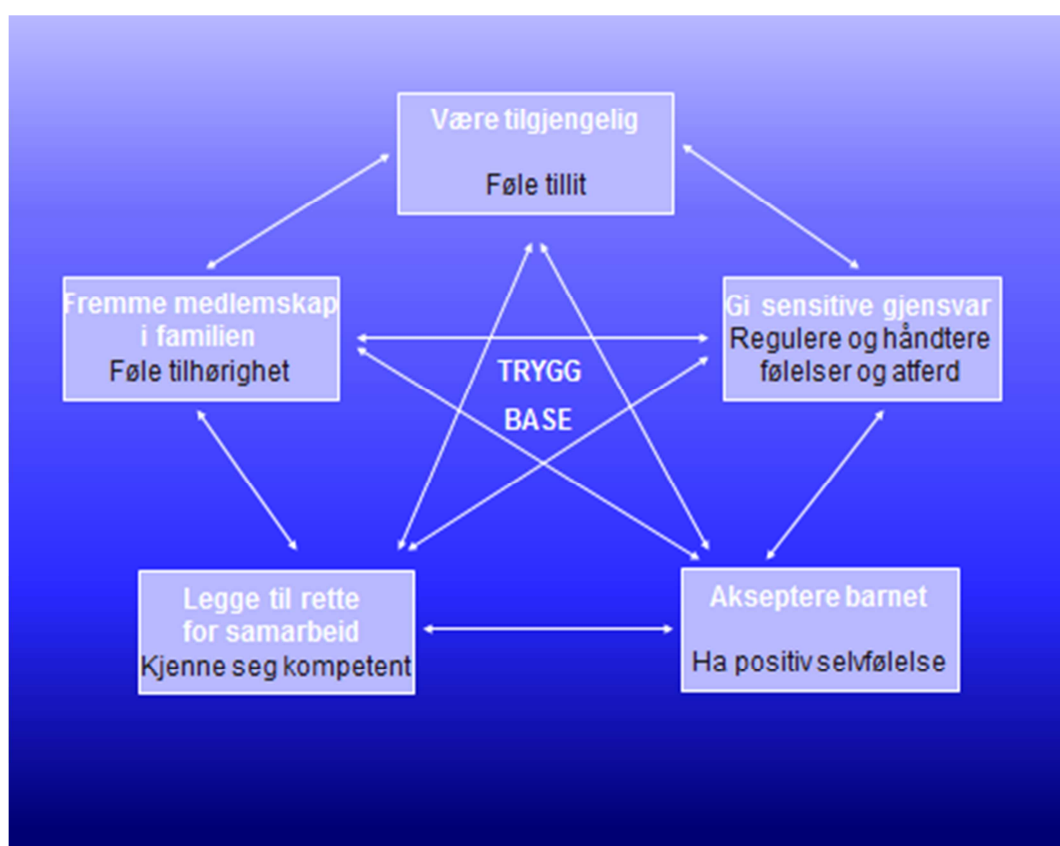 Være tilgjengelig
Føle tillit
Fremme medlemskap
i familien
Føle tilhørighet
Gi sensitive gjensvar
Regulere og håndtere
følelser og atferd
TRYGG
BASE
Legge til rette
for samarbeid
Kjenne seg kompetent
Akseptere barnet
Ha positiv selvfølelse